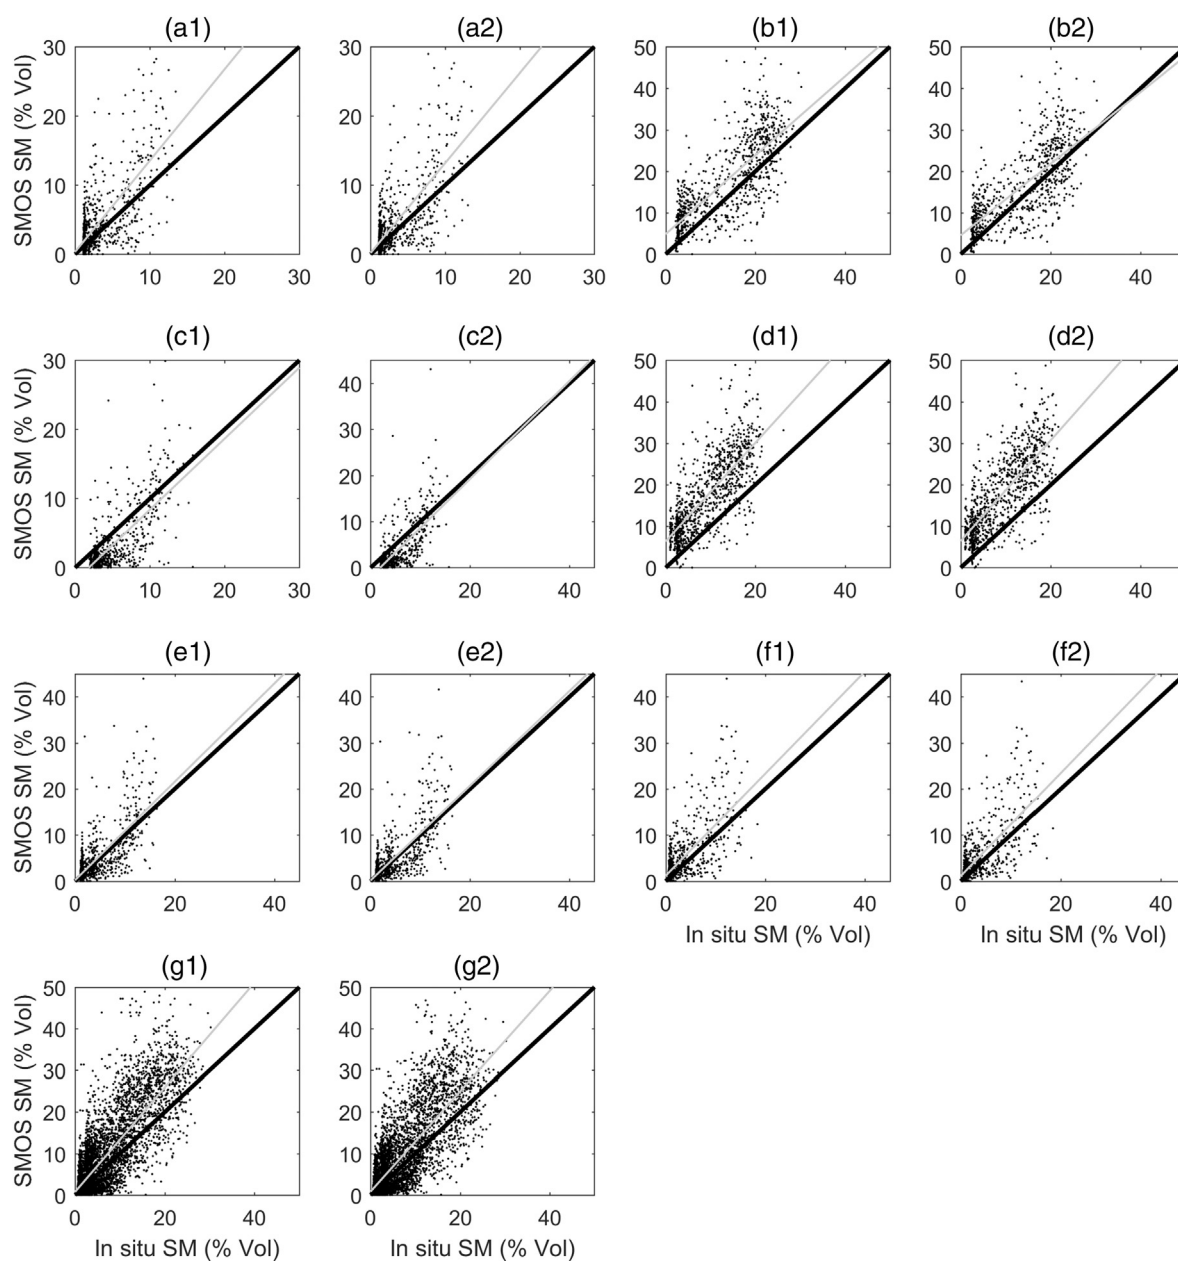 (a1) (a2) (b1) (b2)
SMOS SM (% Vol)
30 20 10 0
0 10 20 30
30 20 10 0
0 10 20 30
50 40 30 20 10 0
0 20 40
50 40 30 20 10 0
0 20 40
(c1) (c2) (d1) (d2)
SMOS SM (% Vol)
30 20 10 0
0 10 20 30
40 30 20 10 0
0 20 40
50 40 30 20 10 0
0 20 40
50 40 30 20 10 0
0 20 40
(e1) (e2) (f1) (f2)
SMOS SM (% Vol)
40 30 20 10 0
0 20 40
40 30 20 10 0
0 20 40
40 30 20 10 0
0 20 40
In situ SM (% Vol)
40 30 20 10 0
0 20 40
In situ SM (% Vol)
(g1) (g2)
SMOS SM (% Vol)
50 40 30 20 10 0
0 20 40
In situ SM (% Vol)
50 40 30 20 10 0
0 20 40
In situ SM (% Vol)